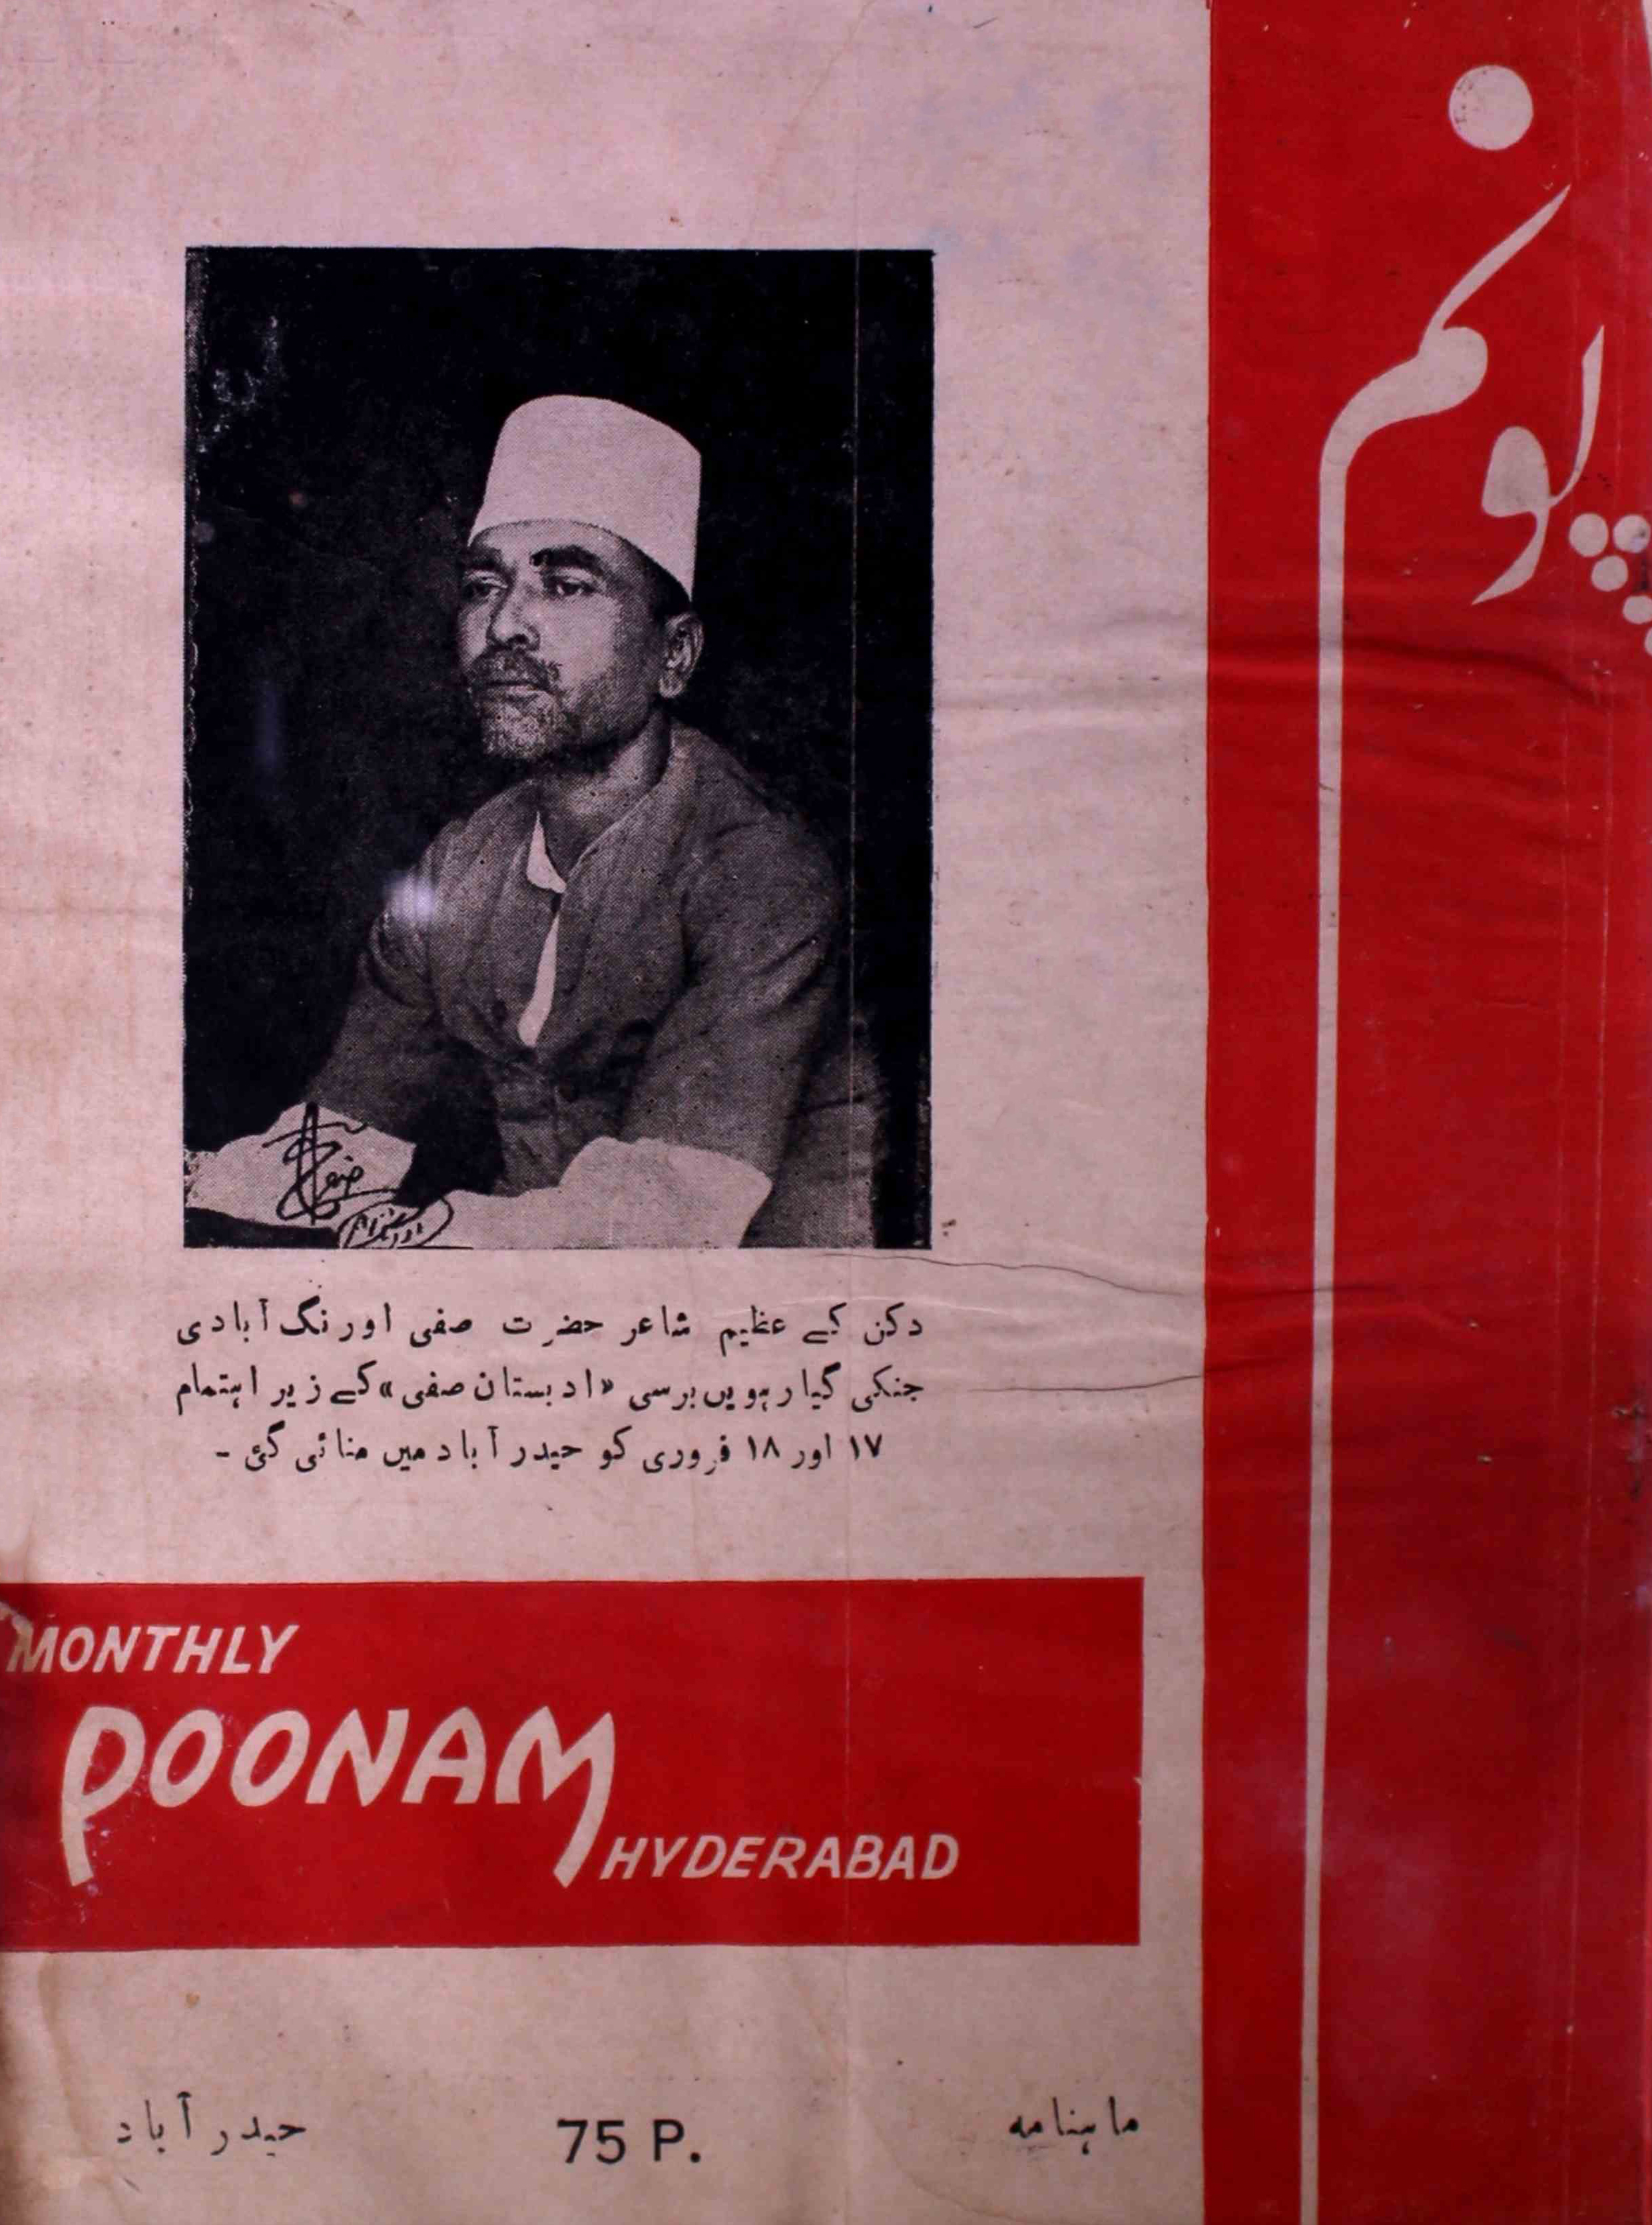 پونم
صفی
دکن کے عظیم شاعر حضرت صفی اورنگ آبادی
جنکی گیارہویں برسی «ادبستان صفی» کے زیر اہتمام
۱۷ اور ۱۸ فروری کو حیدرآباد میں منائی گئی -
MONTHLY
POONAM
HYDERABAD
ماہنامہ 75 P. حیدرآباد